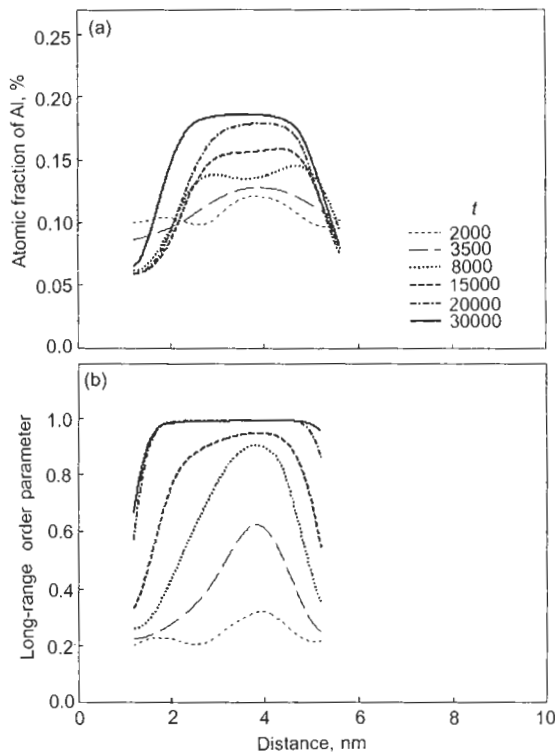 (a)
Atomic fraction of Al, %
0.25
0.20
0.15
0.10
0.05
0.0
t
2000
3500
8000
15000
20000
30000
(b)
Long-range order parameter
1.0
0.8
0.6
0.4
0.2
0.0
0 2 4 6 8 10
Distance, nm